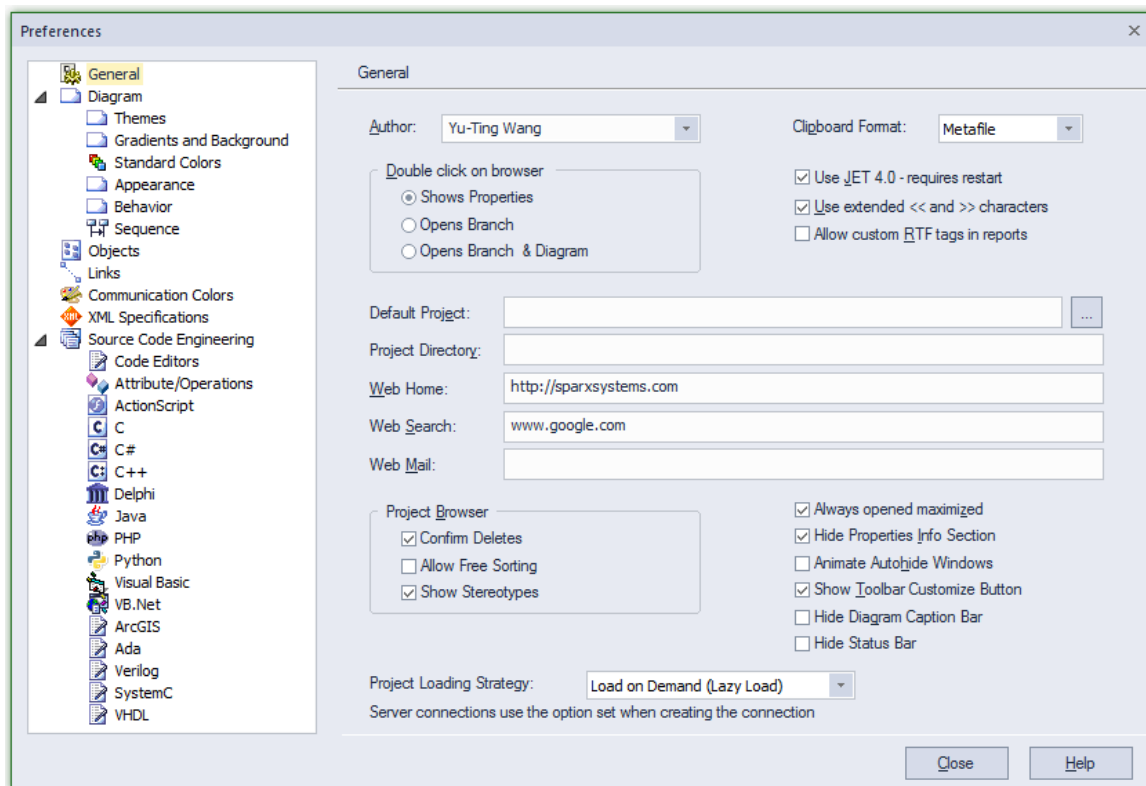 Preferences
General
Diagram
Themes
Gradients and Background
Standard Colors
Appearance
Behavior
Sequence
Objects
Links
Communication Colors
XML Specifications
Source Code Engineering
Code Editors
Attribute/Operations
ActionScript
C
C#
C++
Delphi
Java
php PHP
Python
Visual Basic
VB.Net
ArcGIS
Ada
Verilog
SystemC
VHDL
General
Author: Yu-Ting Wang
Clipboard Format: Metafile
Double click on browser
Shows Properties
Opens Branch
Opens Branch & Diagram
Use JET 4.0 - requires restart
Use extended << and >> characters
Allow custom RTF tags in reports
Default Project: ...
Project Directory:
Web Home: http://sparxsystems.com
Web Search: www.google.com
Web Mail:
Project Browser
Confirm Deletes
Allow Free Sorting
Show Stereotypes
Always opened maximized
Hide Properties Info Section
Animate Autohide Windows
Show Toolbar Customize Button
Hide Diagram Caption Bar
Hide Status Bar
Project Loading Strategy: Load on Demand (Lazy Load)
Server connections use the option set when creating the connection
Close Help